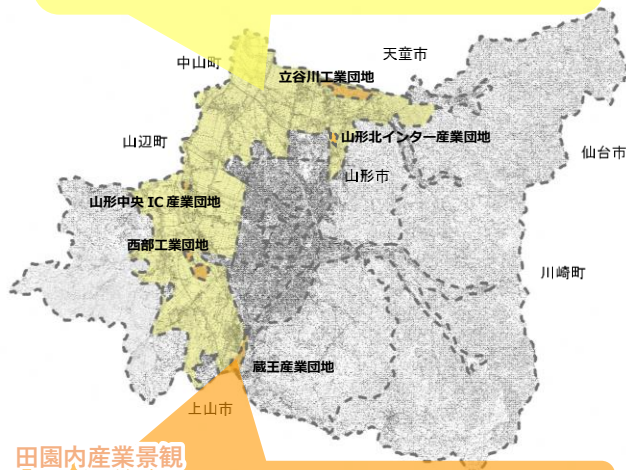 天童市
中山町
立谷川工業団地
山形北インター産業団地
山辺町
仙台市
山形市
山形中央 IC 産業団地
西部工業団地
川崎町
蔵王産業団地
上山市
田園内産業景観